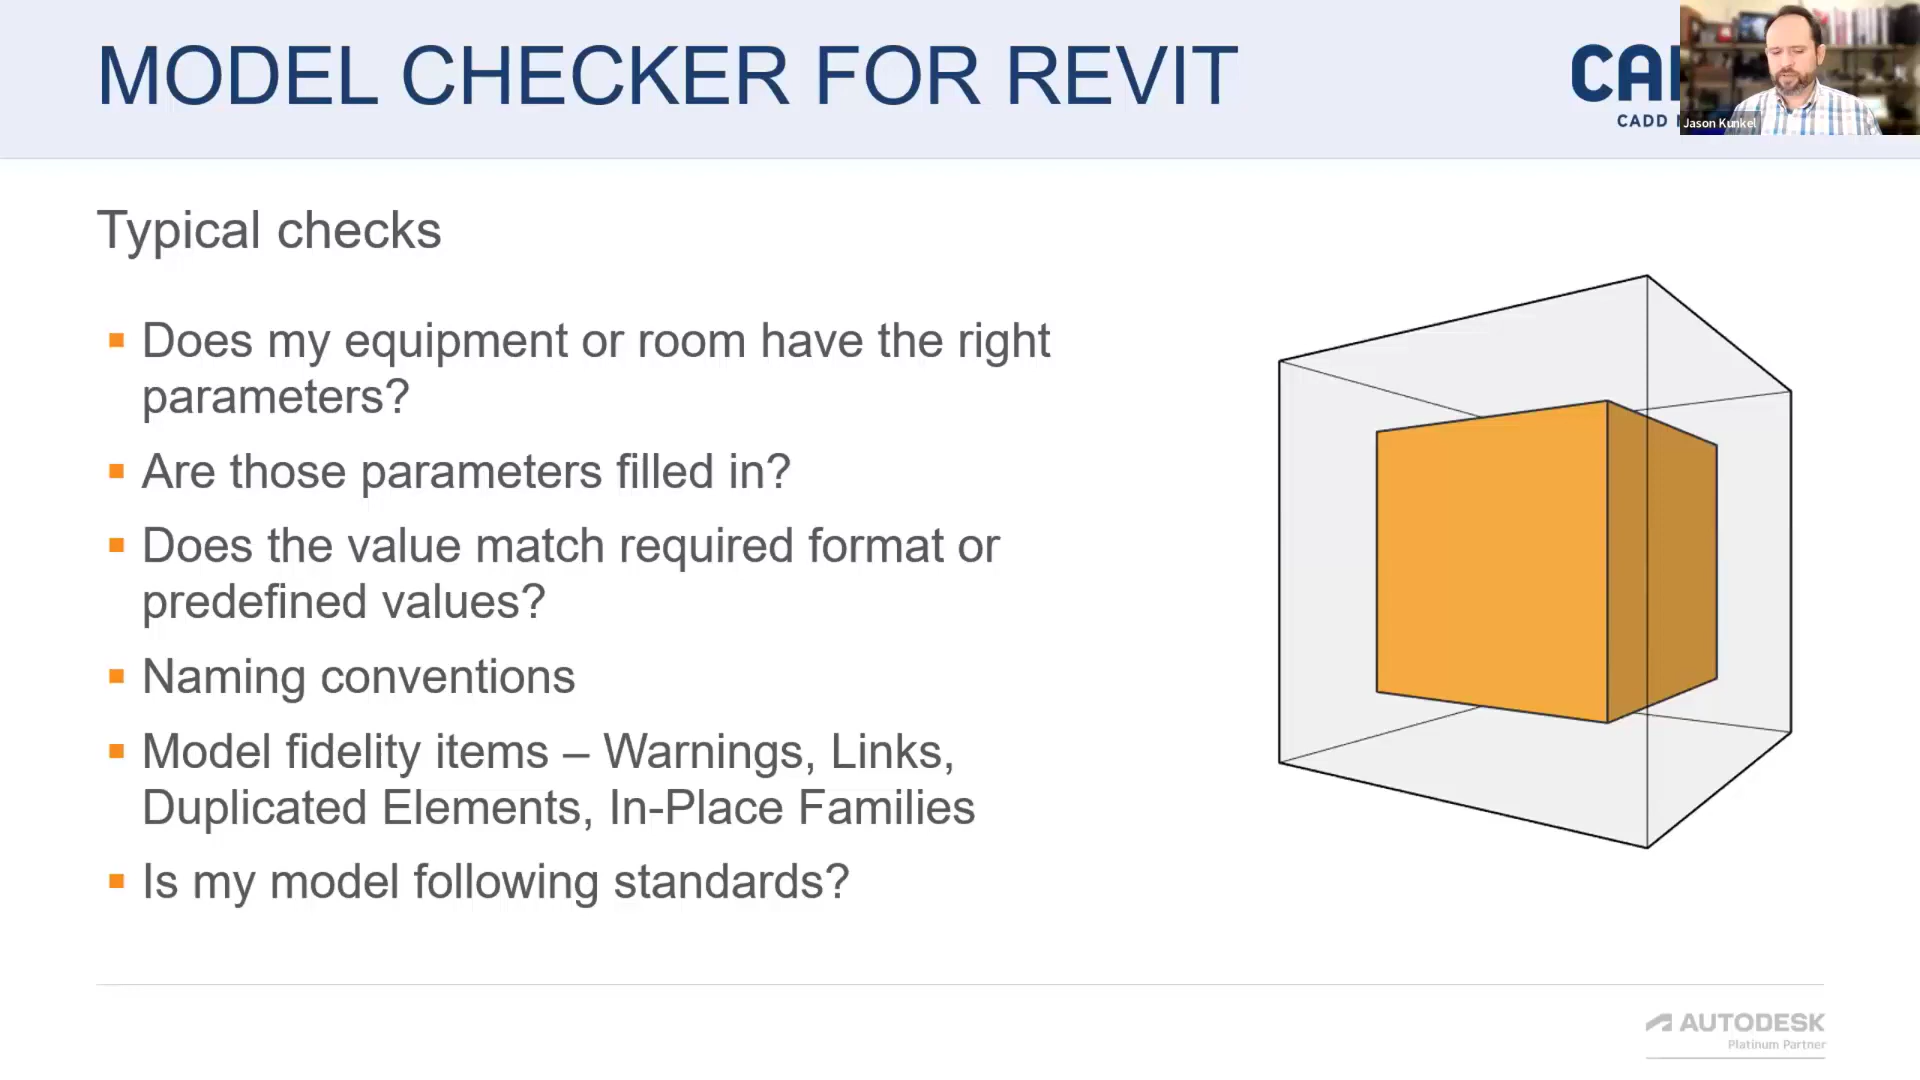 MODEL CHECKER FOR REVIT
CADD
Jason Kunkel
Typical checks
Does my equipment or room have the right
parameters?
Are those parameters filled in?
Does the value match required format or
predefined values?
Naming conventions
Model fidelity items – Warnings, Links,
Duplicated Elements, In-Place Families
Is my model following standards?
AUTODESK
Platinum Partner